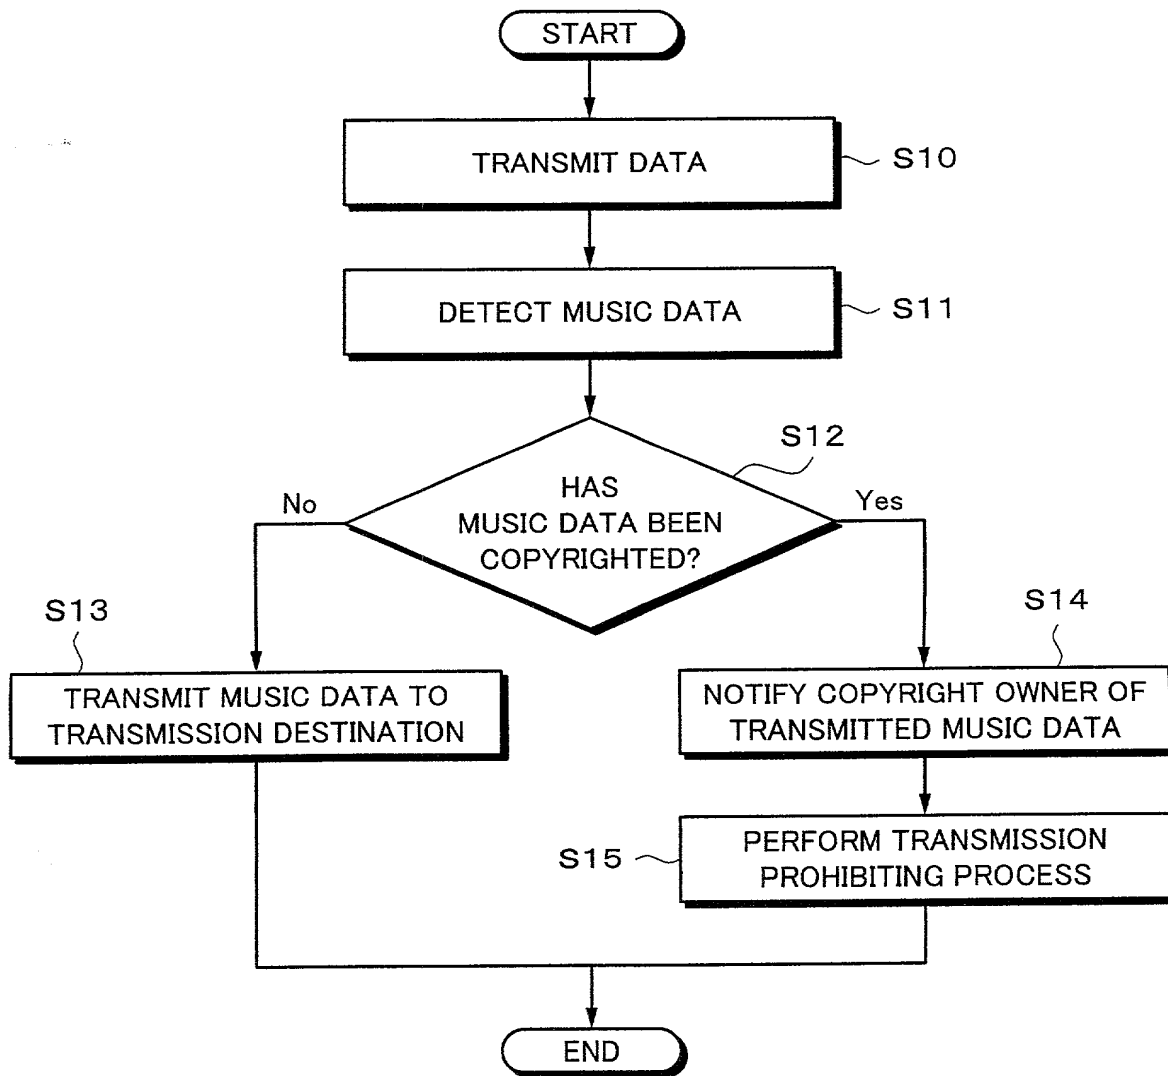 START
TRANSMIT DATA
S10
DETECT MUSIC DATA
S11
S12
HAS
MUSIC DATA BEEN
COPYRIGHTED?
No
Yes
S13
TRANSMIT MUSIC DATA TO
TRANSMISSION DESTINATION
S14
NOTIFY COPYRIGHT OWNER OF
TRANSMITTED MUSIC DATA
S15
PERFORM TRANSMISSION
PROHIBITING PROCESS
END